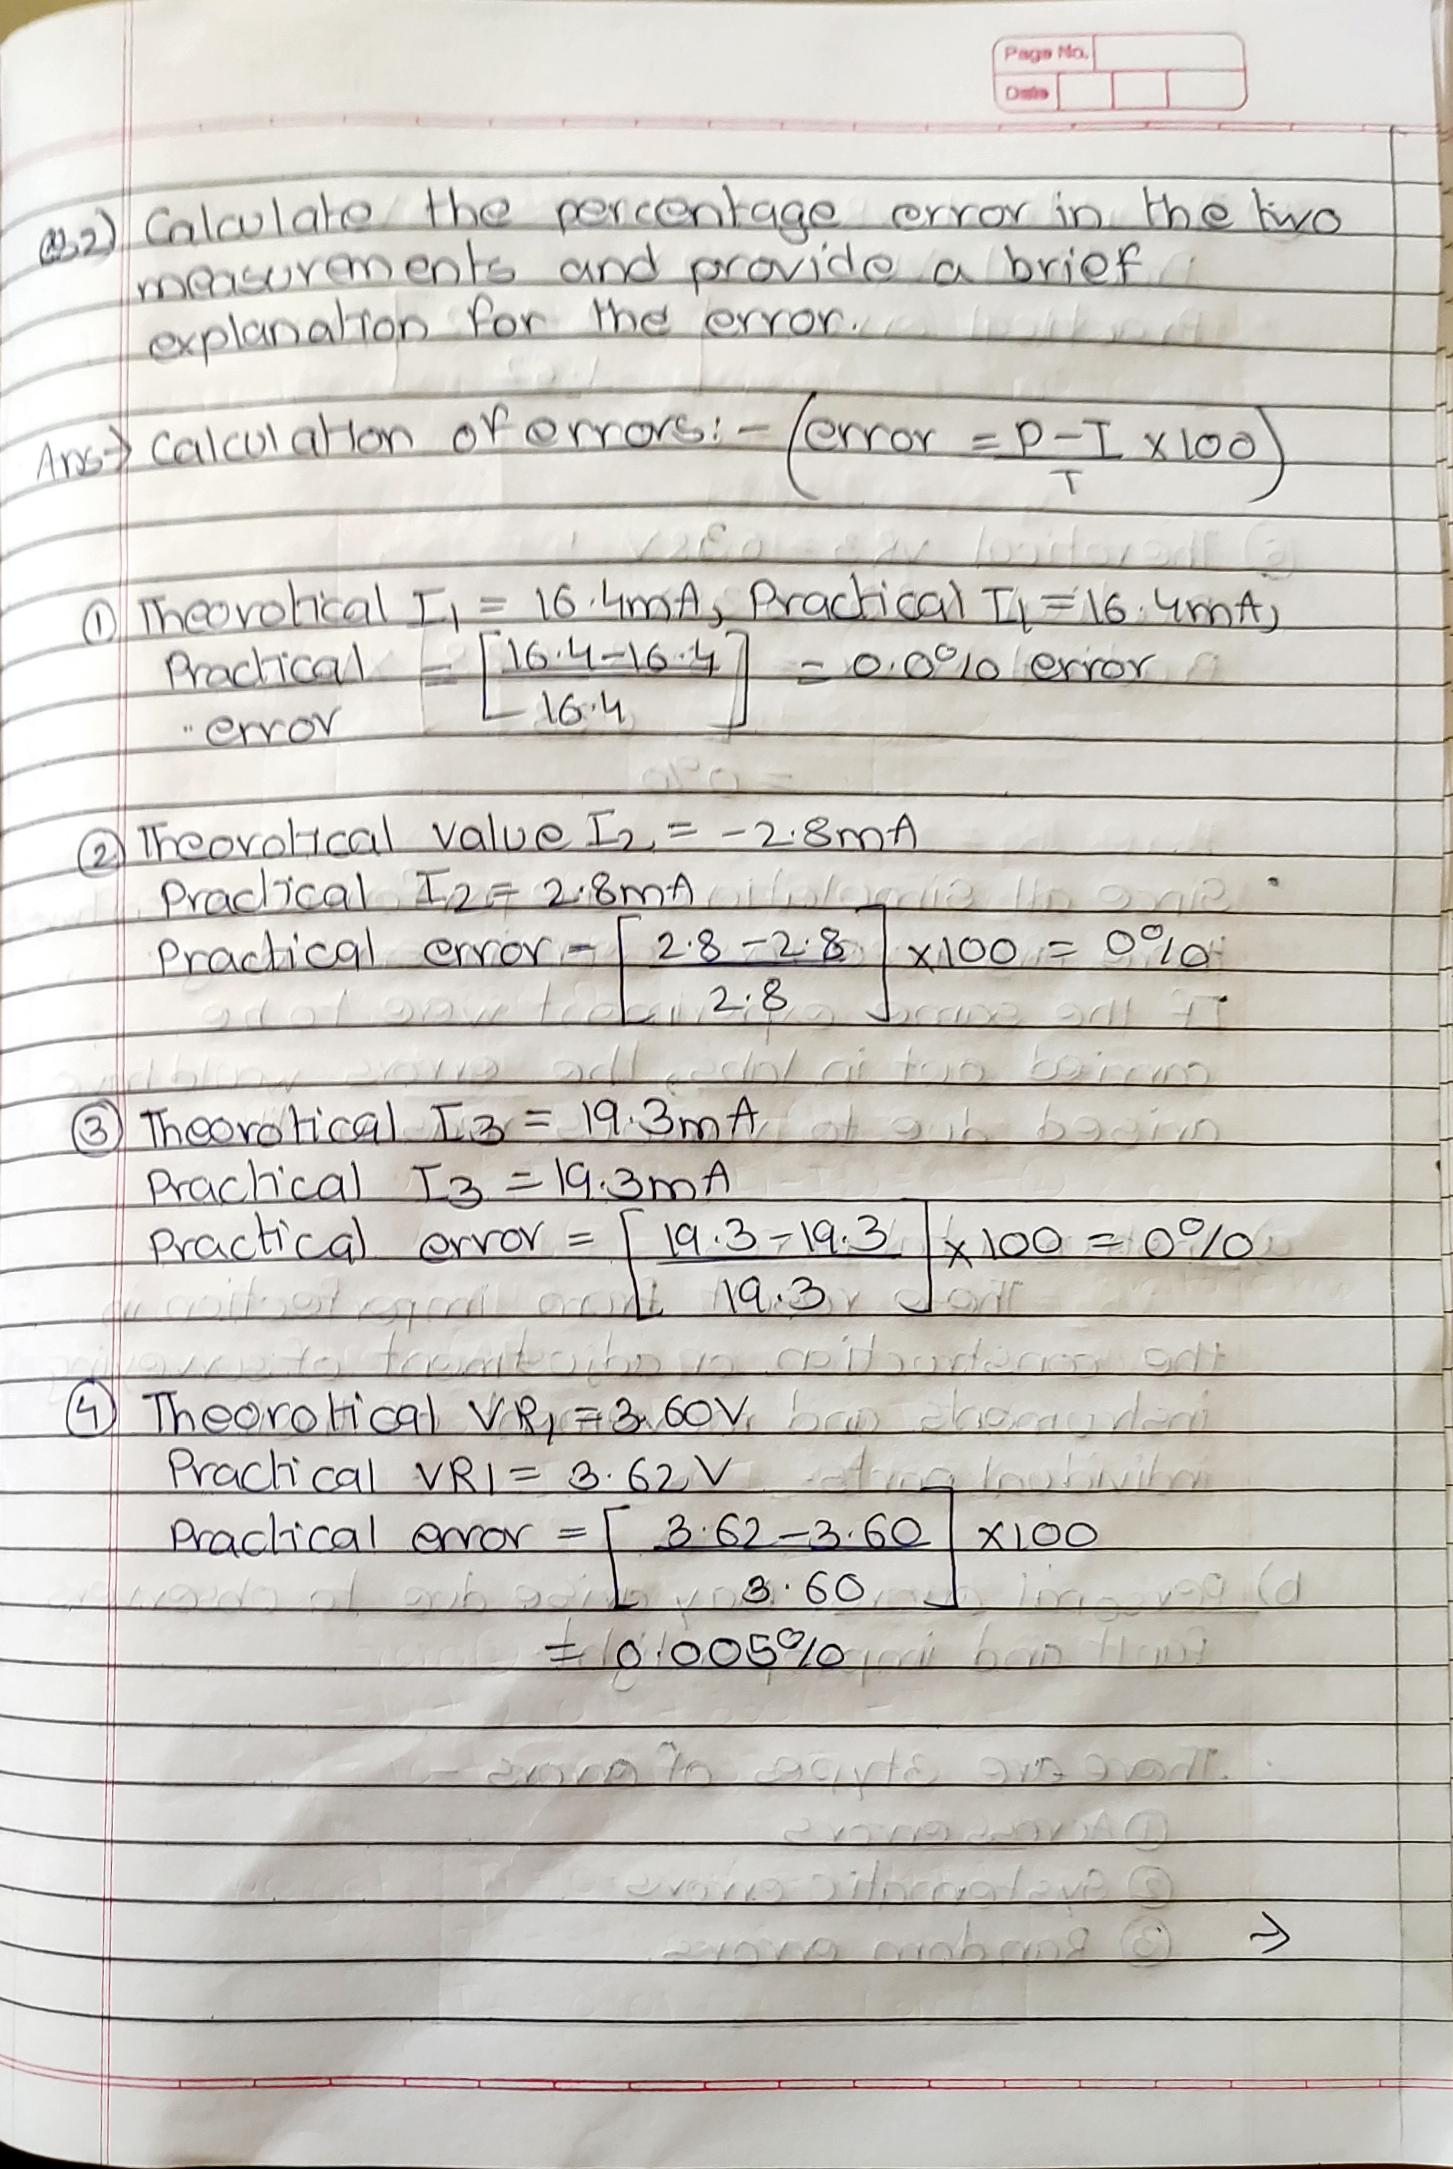 Page No.
Date
Q.2) Calculate the percentage error in the two
measurements and provide a brief
explanation for the error.
Ans→ Calculation of errors:- (error = P-T/T x100)
① Theorotical I1 = 16.4mA, Practical I1 = 16.4mA,
Practical error = [16.4-16.4/16.4] = 0.0% error
② Theorotical value I2 = -2.8mA
Practical I2 = 2.8mA
Practical error = [2.8-2.8/2.8] x100 = 0%
③ Theorotical I3 = 19.3mA
Practical I3 = 19.3mA
Practical error = [19.3-19.3/19.3] x100 = 0%
④ Theorotical VR1 = 3.60V
Practical VR1 = 3.62V
Practical error = [3.62-3.60/3.60] x100
= 0.005%
→